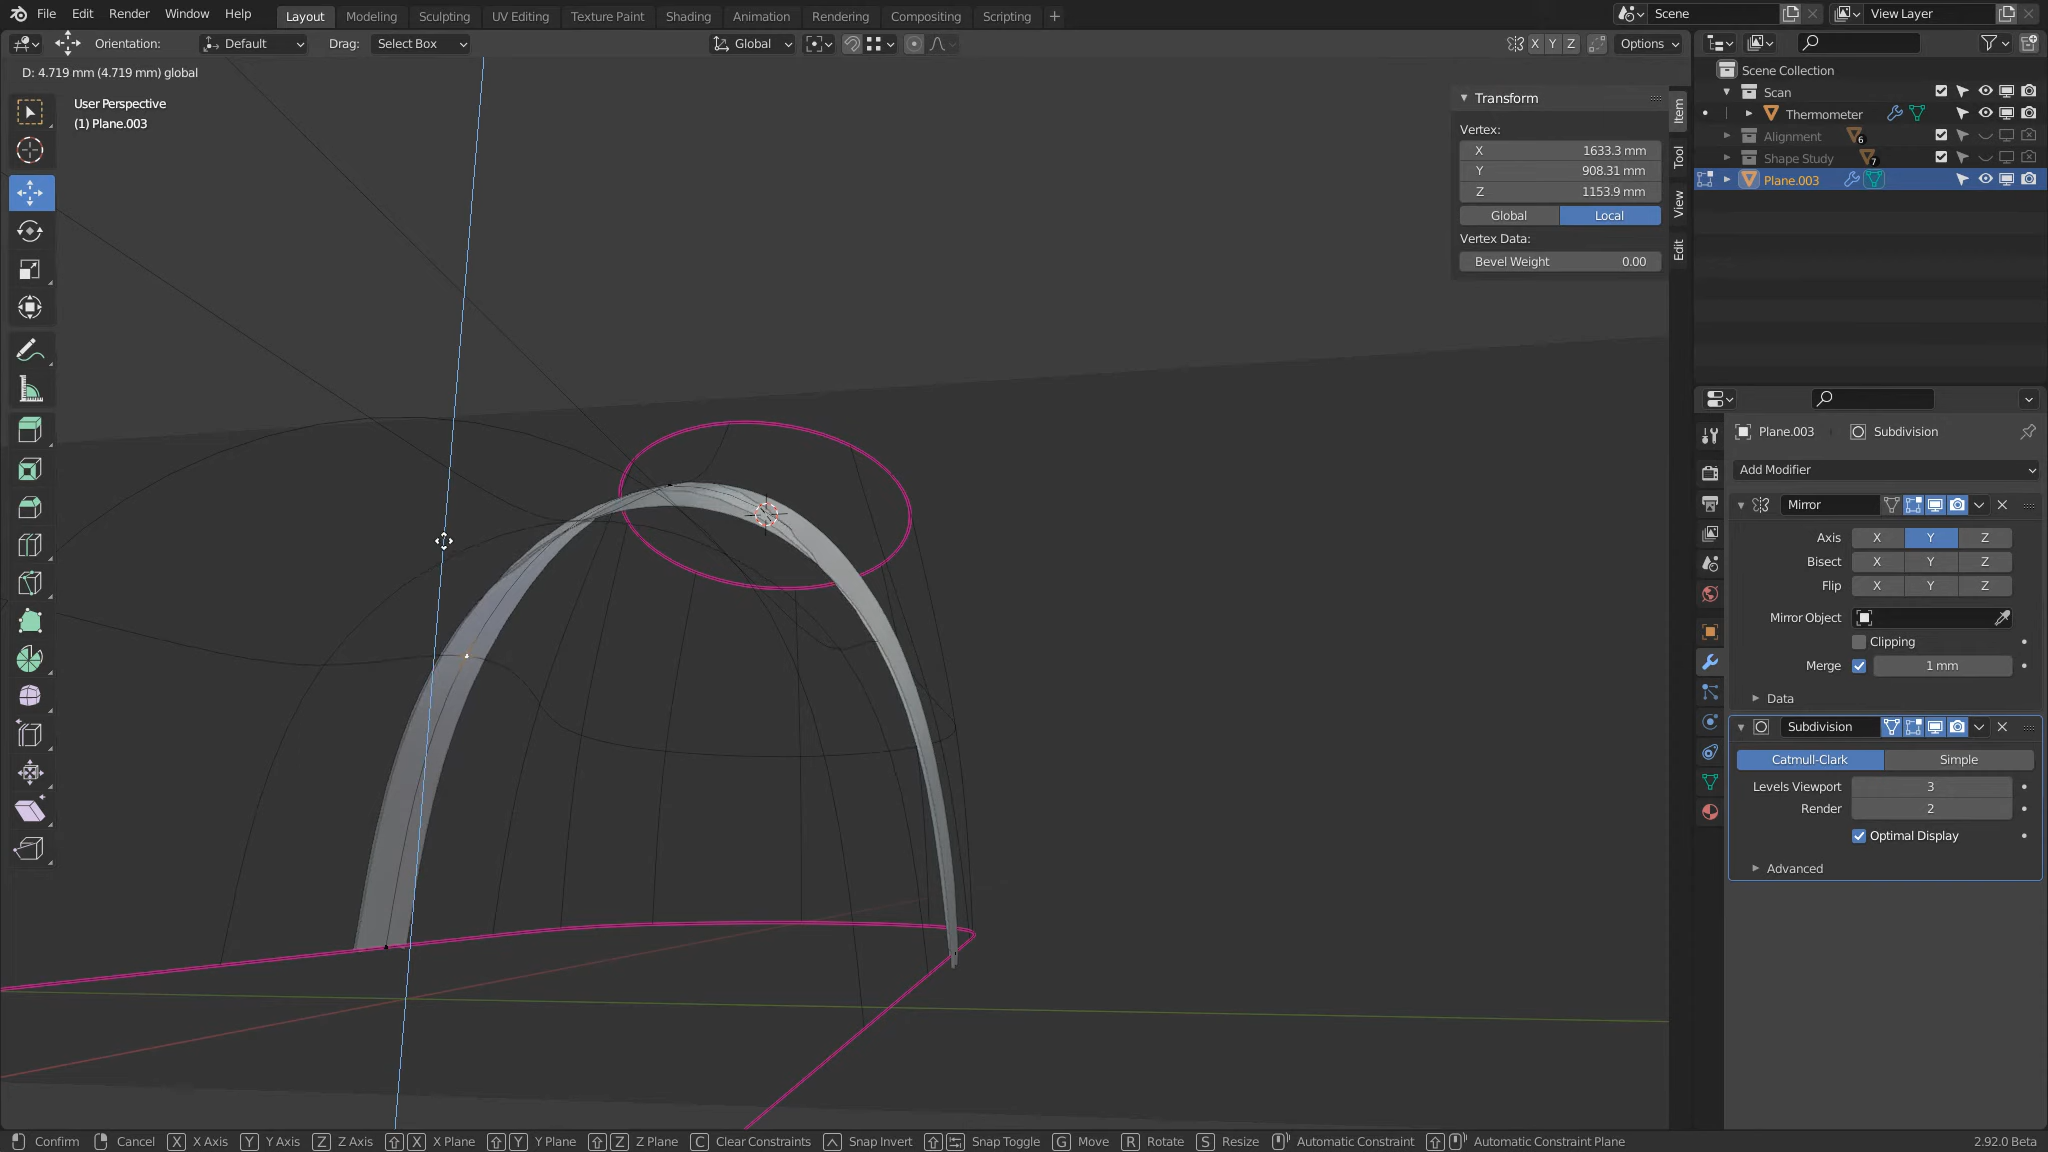 File Edit Render Window Help Layout Modeling Sculpting UV Editing Texture Paint Shading Animation Rendering Compositing Scripting + Scene View Layer
Orientation: Default Drag: Select Box Global X Y Z Options
D: 4.719 mm (4.719 mm) global
User Perspective
(1) Plane.003
Transform
Vertex:
X 1633.3 mm
Y 908.31 mm
Z 1153.9 mm
Global Local
Vertex Data:
Bevel Weight 0.00
Item
Tool
View
Edit
Scene Collection
Scan
Thermometer
Alignment 6
Shape Study 7
Plane.003
Plane.003 Subdivision
Add Modifier
Mirror
Axis X Y Z
Bisect X Y Z
Flip X Y Z
Mirror Object
Clipping
Merge 1 mm
Data
Subdivision
Catmull-Clark Simple
Levels Viewport 3
Render 2
Optimal Display
Advanced
Confirm Cancel X X Axis Y Y Axis Z Z Axis X X Plane Y Y Plane Z Z Plane C Clear Constraints Snap Invert Snap Toggle G Move R Rotate S Resize Automatic Constraint Automatic Constraint Plane 2.92.0 Beta